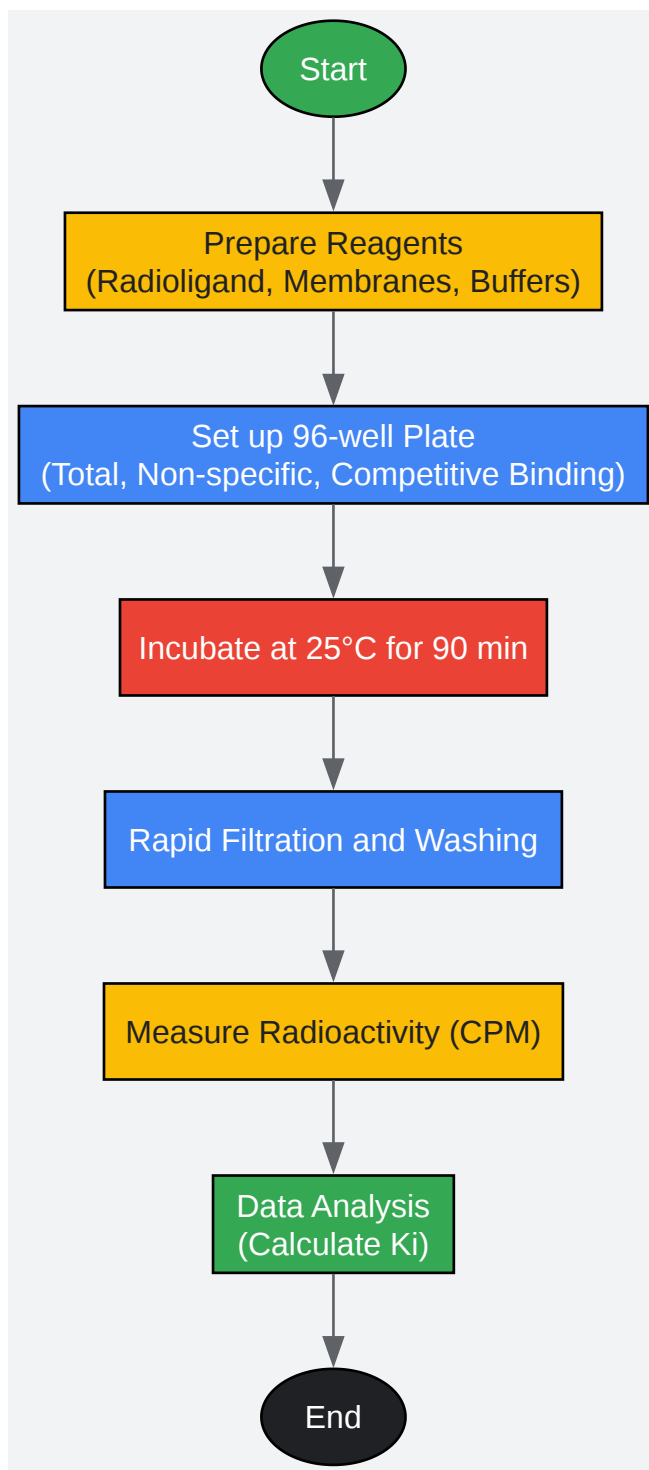 Start
Prepare Reagents
(Radioligand, Membranes, Buffers)
Set up 96-well Plate
(Total, Non-specific, Competitive Binding)
Incubate at 25°C for 90 min
Rapid Filtration and Washing
Measure Radioactivity (CPM)
Data Analysis
(Calculate Ki)
End